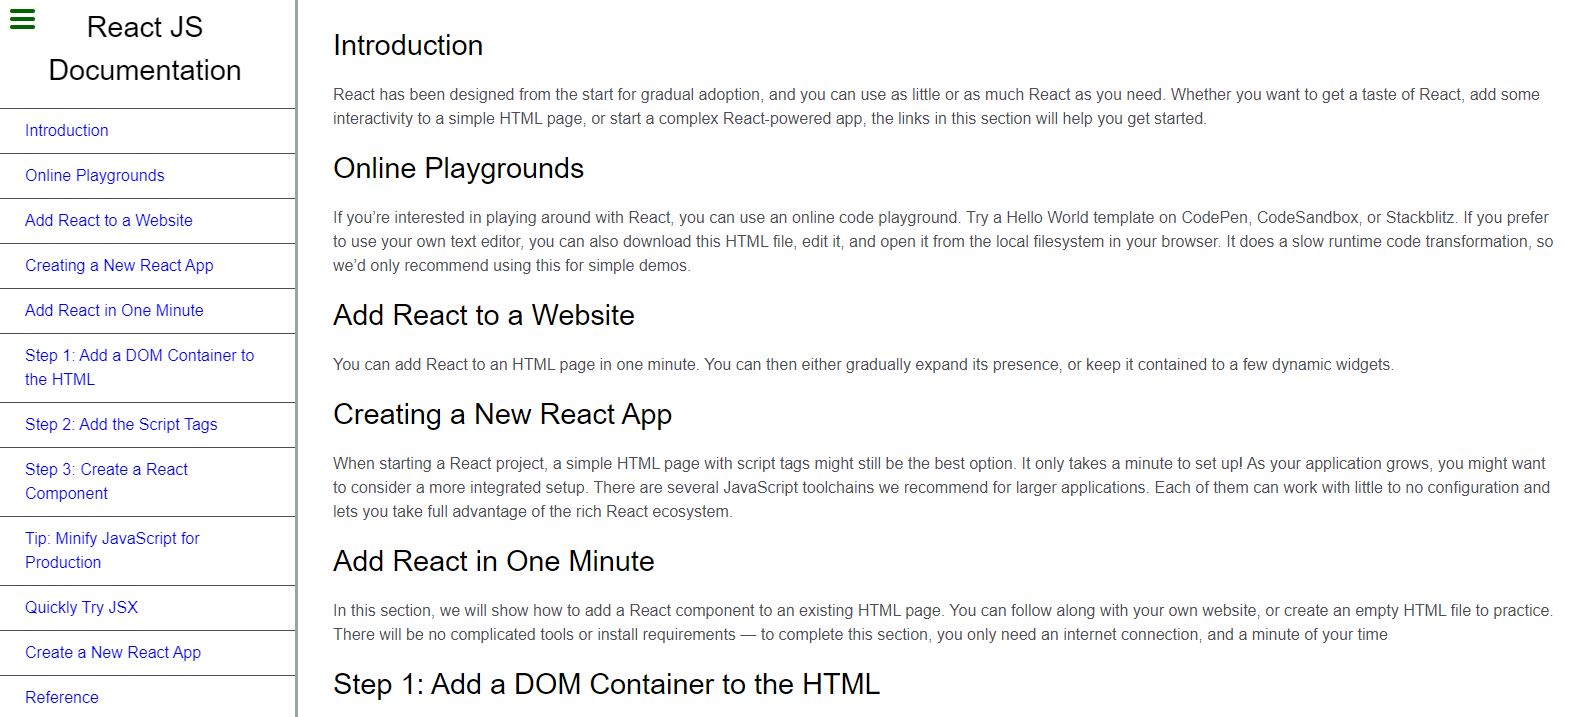 React JS
Documentation
Introduction
Online Playgrounds
Add React to a Website
Creating a New React App
Add React in One Minute
Step 1: Add a DOM Container to
the HTML
Step 2: Add the Script Tags
Step 3: Create a React
Component
Tip: Minify JavaScript for
Production
Quickly Try JSX
Create a New React App
Reference
Introduction
React has been designed from the start for gradual adoption, and you can use as little or as much React as you need. Whether you want to get a taste of React, add some
interactivity to a simple HTML page, or start a complex React-powered app, the links in this section will help you get started.
Online Playgrounds
If you’re interested in playing around with React, you can use an online code playground. Try a Hello World template on CodePen, CodeSandbox, or Stackblitz. If you prefer
to use your own text editor, you can also download this HTML file, edit it, and open it from the local filesystem in your browser. It does a slow runtime code transformation, so
we’d only recommend using this for simple demos.
Add React to a Website
You can add React to an HTML page in one minute. You can then either gradually expand its presence, or keep it contained to a few dynamic widgets.
Creating a New React App
When starting a React project, a simple HTML page with script tags might still be the best option. It only takes a minute to set up! As your application grows, you might want
to consider a more integrated setup. There are several JavaScript toolchains we recommend for larger applications. Each of them can work with little to no configuration and
lets you take full advantage of the rich React ecosystem.
Add React in One Minute
In this section, we will show how to add a React component to an existing HTML page. You can follow along with your own website, or create an empty HTML file to practice.
There will be no complicated tools or install requirements — to complete this section, you only need an internet connection, and a minute of your time
Step 1: Add a DOM Container to the HTML